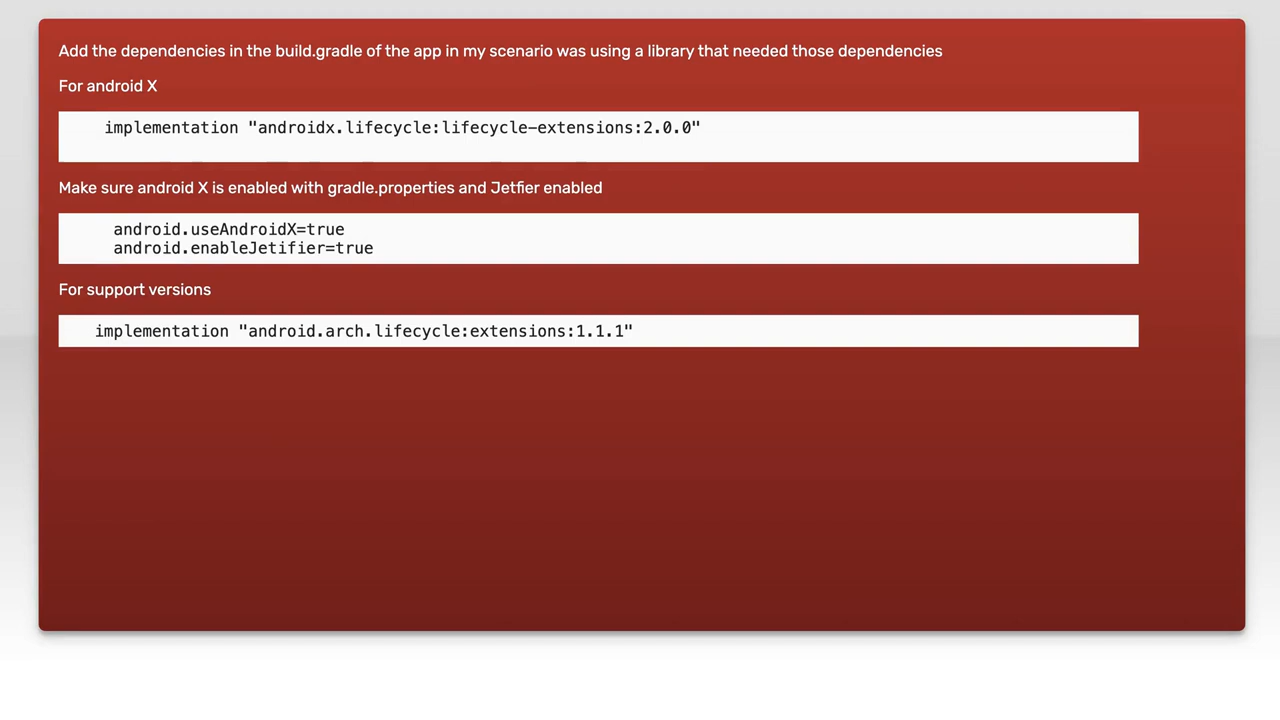 Add the dependencies in the build.gradle of the app in my scenario was using a library that needed those dependencies
For android X
implementation "androidx.lifecycle:lifecycle-extensions:2.0.0"
Make sure android X is enabled with gradle.properties and Jetfier enabled
android.useAndroidX=true
android.enableJetifier=true
For support versions
implementation "android.arch.lifecycle:extensions:1.1.1"